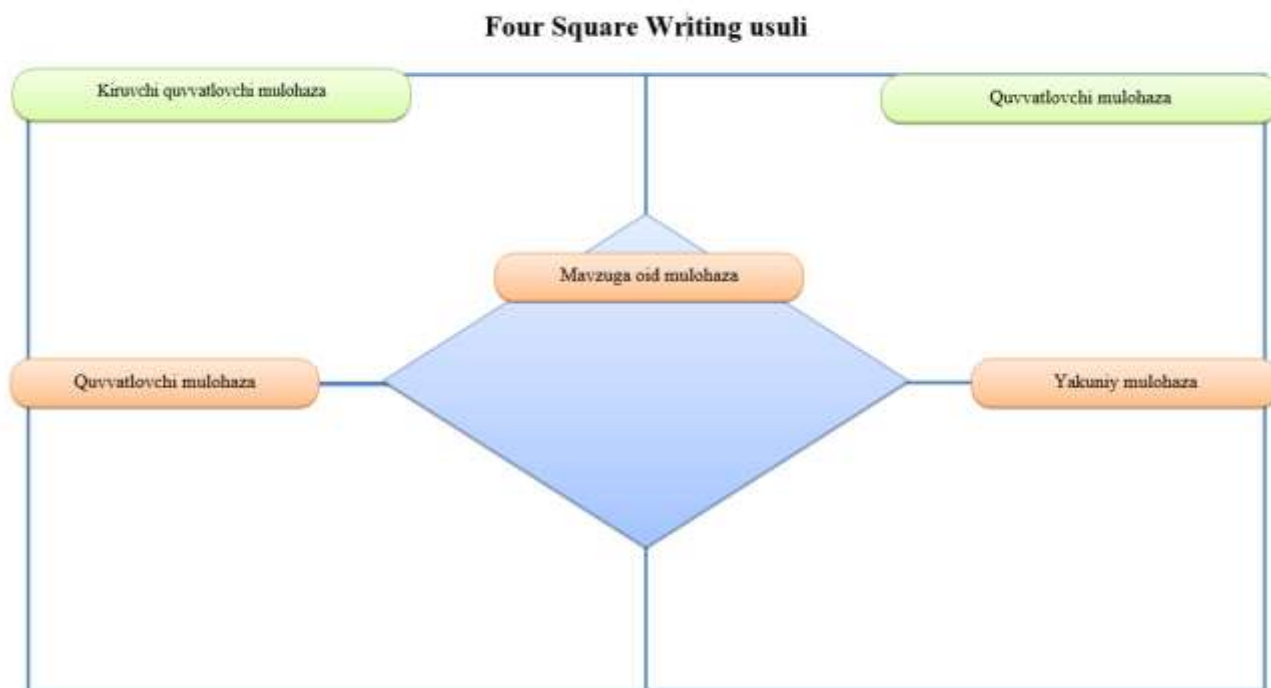 Four Square Writing usuli
Kiruvchi quvvatlovchi mulohaza
Quvvatlovchi mulohaza
Mavzuga oid mulohaza
Quvvatlovchi mulohaza
Yakuniy mulohaza